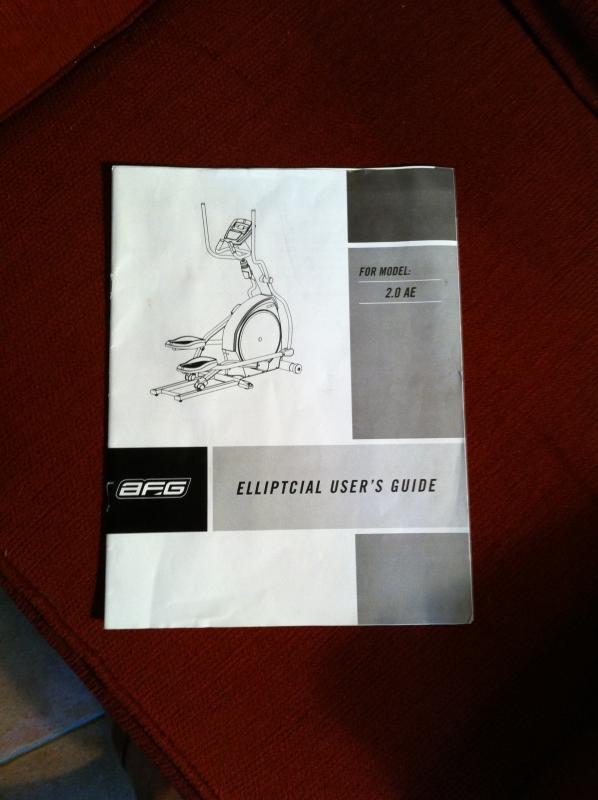 FOR MODEL:
2.0 AE
AFG
ELLIPTCIAL USER'S GUIDE